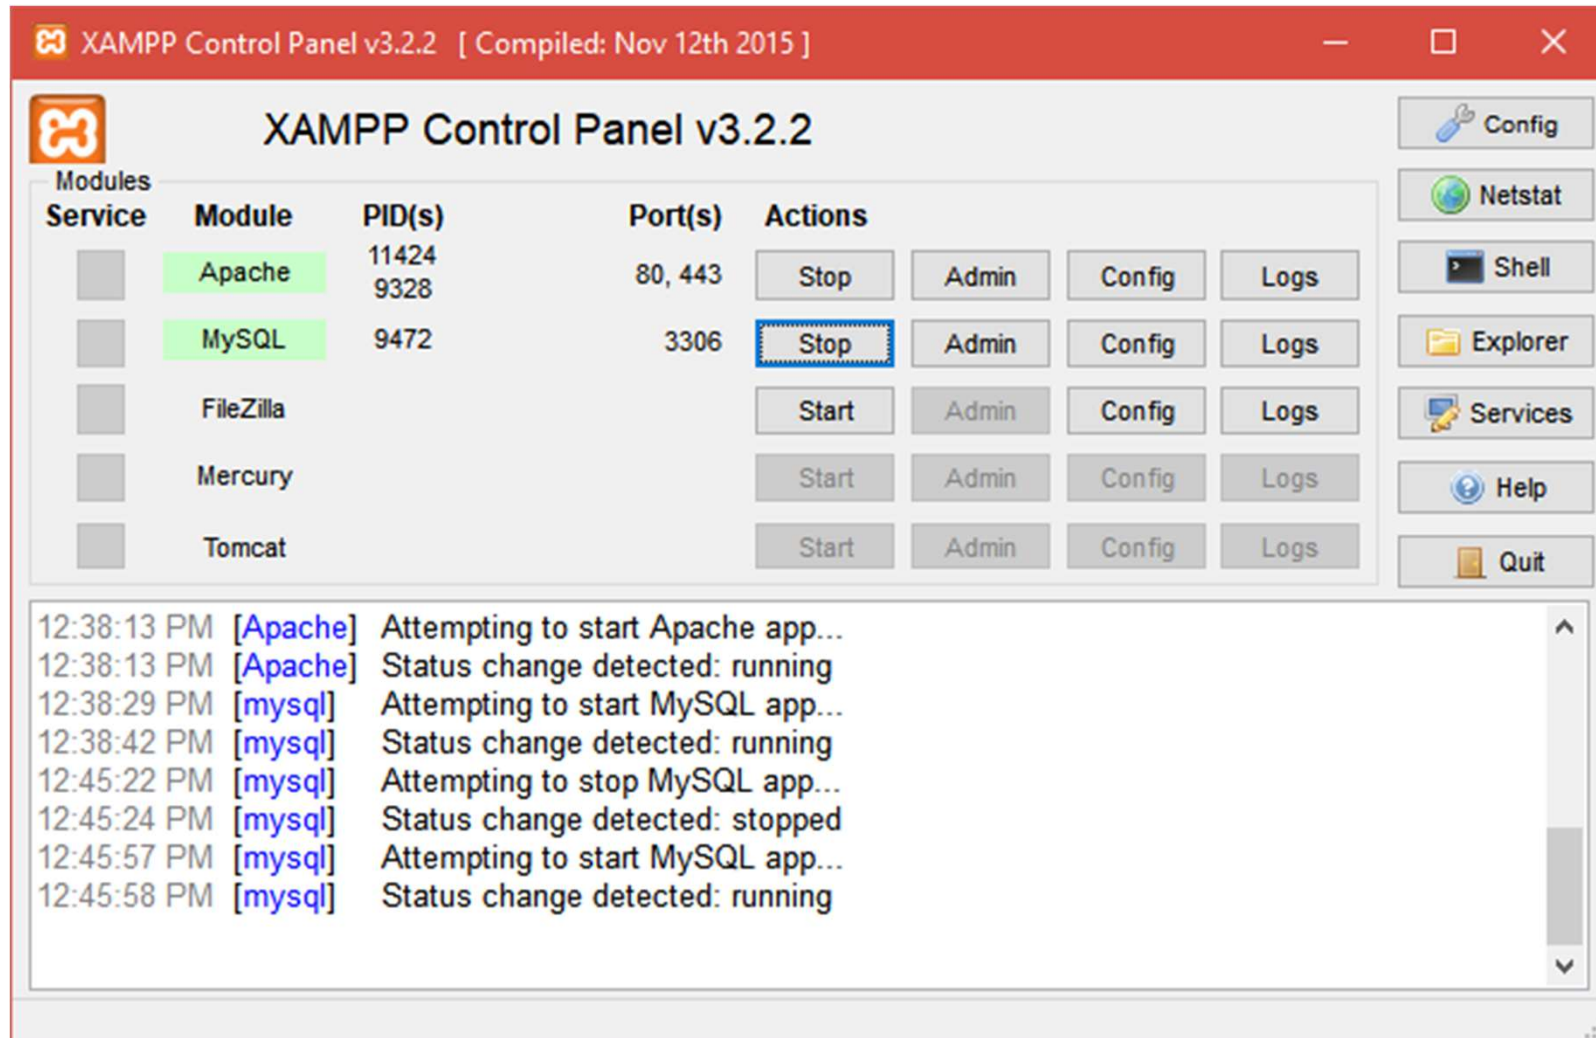 XAMPP Control Panel v3.2.2 [ Compiled: Nov 12th 2015 ]
XAMPP Control Panel v3.2.2
Config
Modules
Netstat
Service Module PID(s) Port(s) Actions
Shell
Apache 11424 9328 80, 443 Stop Admin Config Logs
MySQL 9472 3306 Stop Admin Config Logs
Explorer
FileZilla Start Admin Config Logs
Services
Mercury Start Admin Config Logs
Help
Tomcat Start Admin Config Logs
Quit
12:38:13 PM [Apache] Attempting to start Apache app...
12:38:13 PM [Apache] Status change detected: running
12:38:29 PM [mysql] Attempting to start MySQL app...
12:38:42 PM [mysql] Status change detected: running
12:45:22 PM [mysql] Attempting to stop MySQL app...
12:45:24 PM [mysql] Status change detected: stopped
12:45:57 PM [mysql] Attempting to start MySQL app...
12:45:58 PM [mysql] Status change detected: running